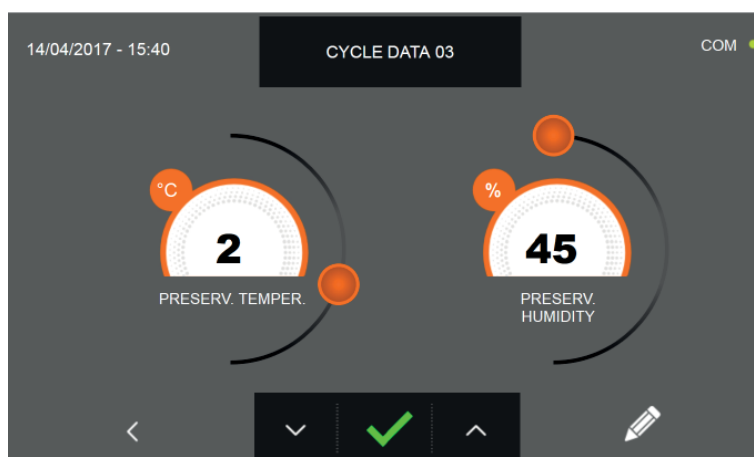 14/04/2017 - 15:40
CYCLE DATA 03
COM
°C
2
PRESERV. TEMPER.
%
45
PRESERV.
HUMIDITY